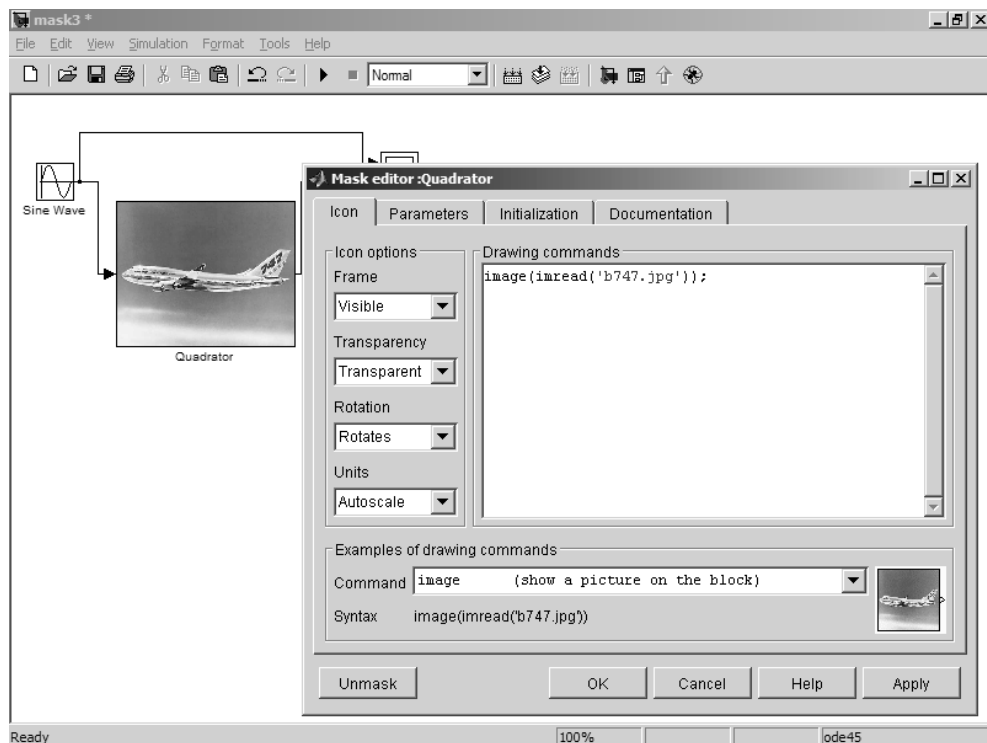 mask3 *
File Edit View Simulation Format Tools Help
Normal
Sine Wave
Quadrator
Mask editor :Quadrator
Icon Parameters Initialization Documentation
Icon options
Frame
Visible
Transparency
Transparent
Rotation
Rotates
Units
Autoscale
Drawing commands
image(imread('b747.jpg'));
Examples of drawing commands
Command image (show a picture on the block)
Syntax image(imread('b747.jpg'))
Unmask OK Cancel Help Apply
Ready 100% ode45